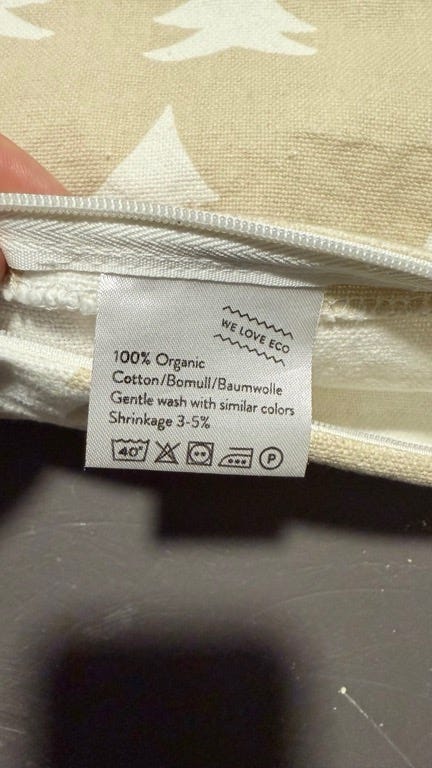 WE LOVE ECO
100% Organic
Cotton/Bomull/Baumwolle
Gentle wash with similar colors
Shrinkage 3-5%
40° P